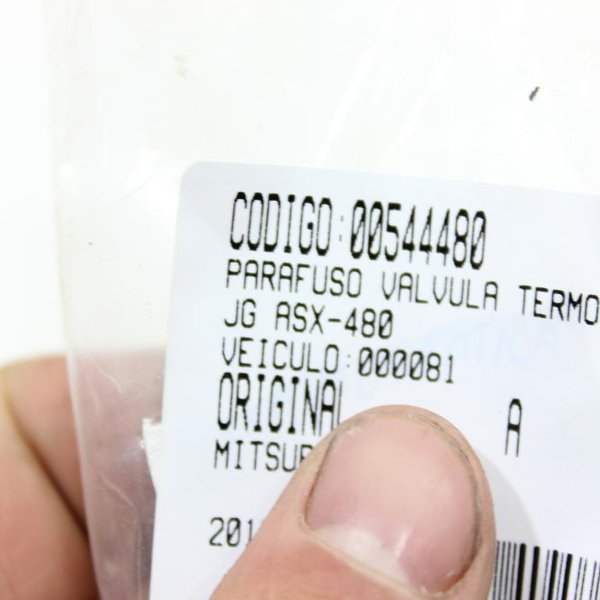 CODIGO:00544480
PARAFUSO VALVULA TERMO
JG ASX-480
VEICULO:000081
ORIGINAL A